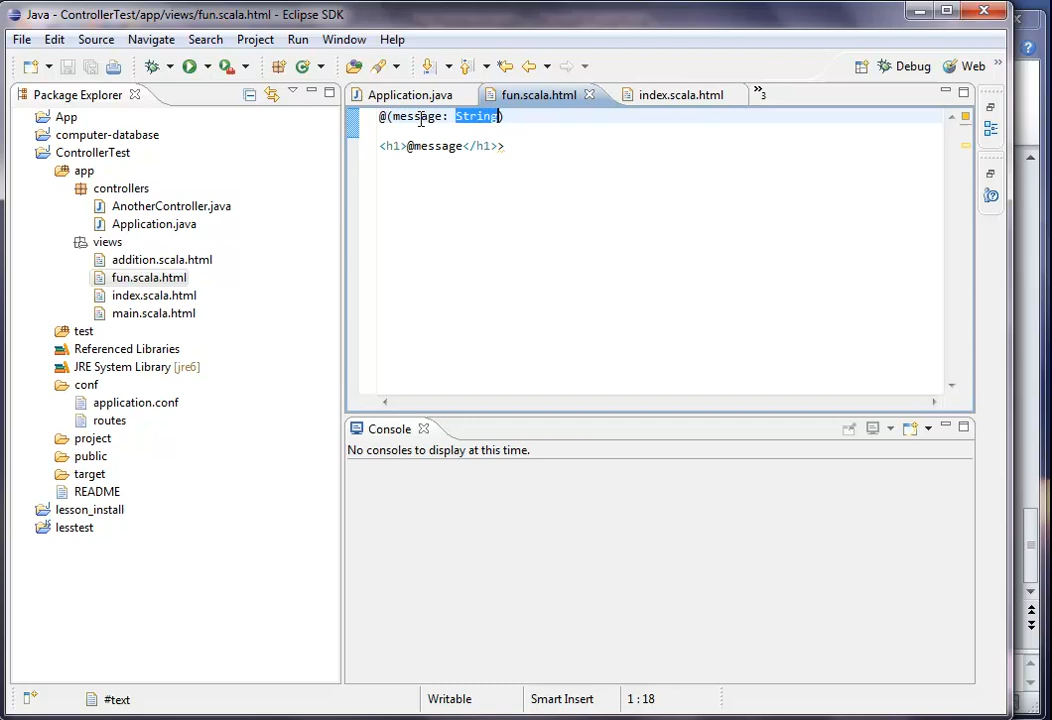 Java - ControllerTest/app/views/fun.scala.html - Eclipse SDK
File Edit Source Navigate Search Project Run Window Help
Debug Web »
Package Explorer
Application.java fun.scala.html index.scala.html »3
App
computer-database
ControllerTest
app
controllers
AnotherController.java
Application.java
views
addition.scala.html
fun.scala.html
index.scala.html
main.scala.html
test
Referenced Libraries
JRE System Library [jre6]
conf
application.conf
routes
project
public
target
README
lesson_install
lesstest
@(message: String)
<h1>@message</h1>>
Console
No consoles to display at this time.
#text Writable Smart Insert 1 : 18